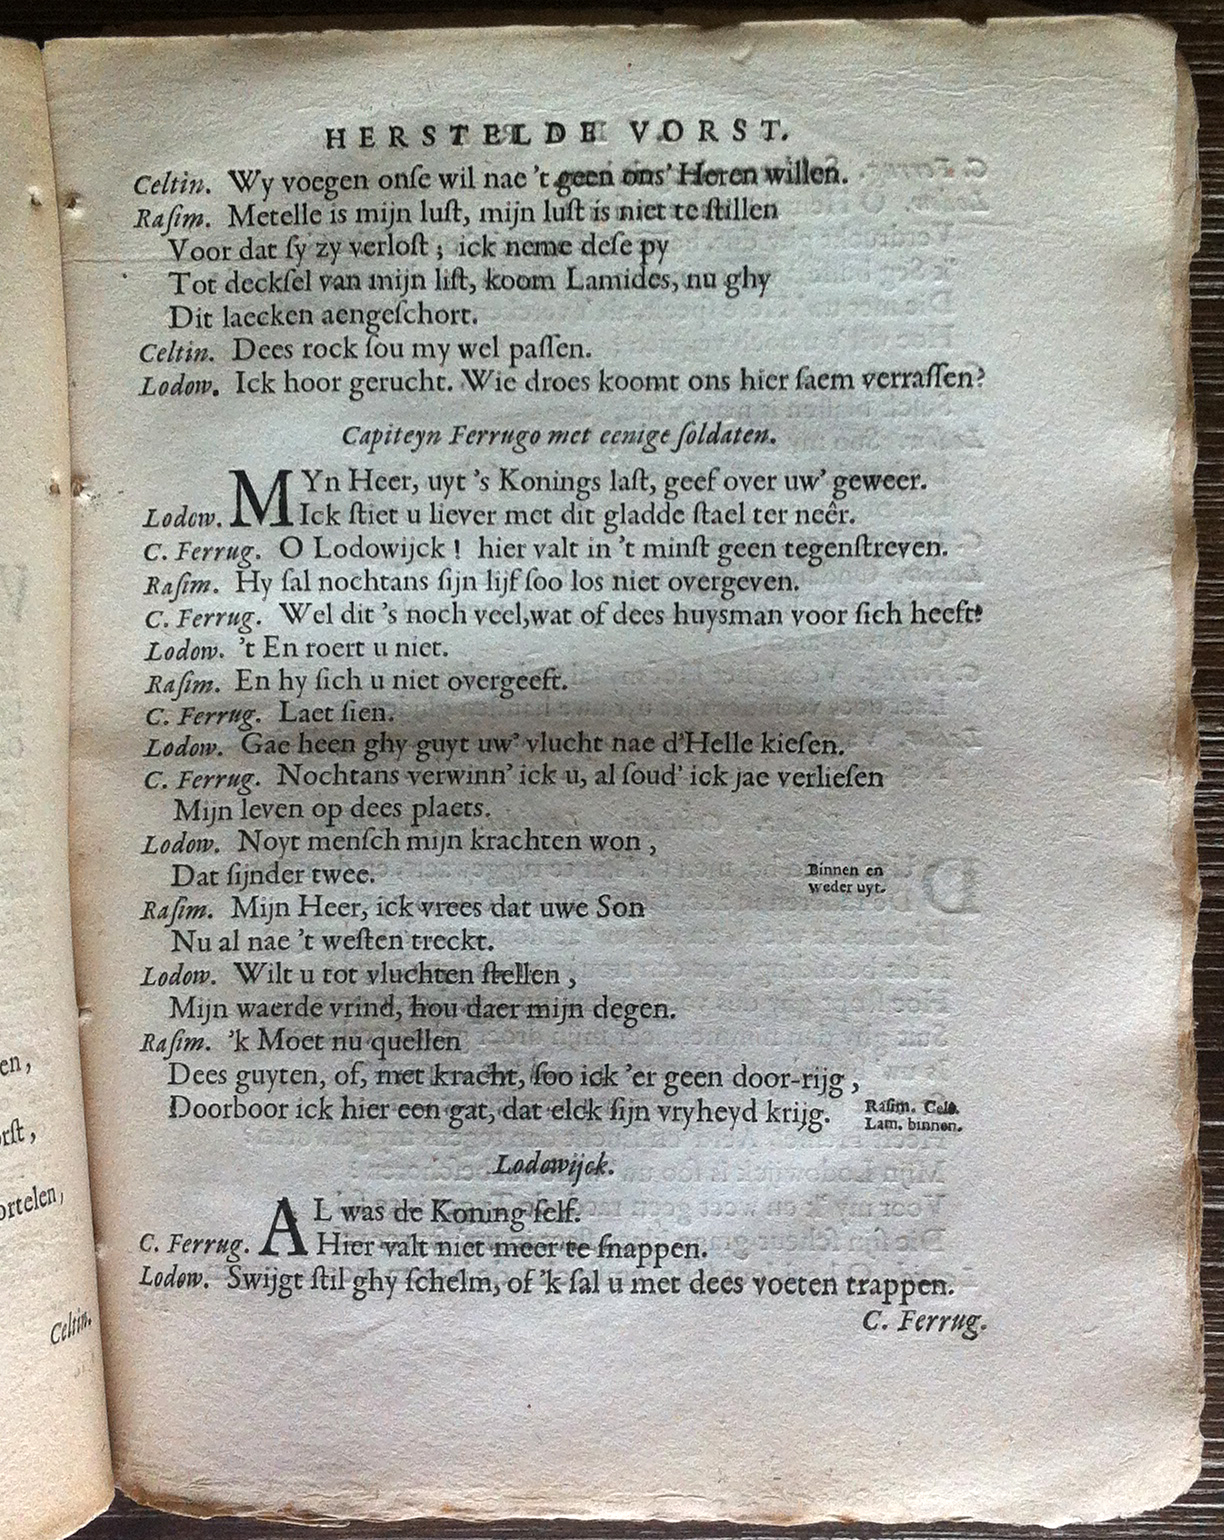 HERSTELDE VORST.
Celtin. Wy voegen onſe wil nae 't geen ons' Heren willen.
Raſim. Metelle is mijn luſt, mijn luſt is niet te ſtillen
Voor dat ſy zy verloſt ; ick neme deſe py
Tot deckſel van mijn liſt, koom Lamides, nu ghy
Dit laecken aengeſchort.
Celtin. Dees rock ſou my wel paſſen.
Lodow. Ick hoor gerucht. Wie droes koomt ons hier ſaem verraſſen?
Capiteyn Ferrugo met eenige ſoldaten.
MYn Heer, uyt 's Konings laſt, geef over uw' geweer.
Lodow. Ick ſtiet u liever met dit gladde ſtael ter neêr.
C. Ferrug. O Lodowijck ! hier valt in 't minſt geen tegenſtreven.
Raſim. Hy ſal nochtans ſijn lijf ſoo los niet overgeven.
C. Ferrug. Wel dit 's noch veel,wat of dees huysman voor ſich heeft?
Lodow. 't En roert u niet.
Raſim. En hy ſich u niet overgeeft.
C. Ferrug. Laet ſien.
Lodow. Gae heen ghy guyt uw' vlucht nae d'Helle kieſen.
C. Ferrug. Nochtans verwinn' ick u, al ſoud' ick jae verlieſen
Mijn leven op dees plaets.
Lodow. Noyt menſch mijn krachten won ,
Dat ſijnder twee. Binnen en
weder uyt.
Raſim. Mijn Heer, ick vrees dat uwe Son
Nu al nae 't weſten treckt.
Lodow. Wilt u tot vluchten ſtellen ,
Mijn waerde vrind, hou daer mijn degen.
Raſim. 'k Moet nu quellen
Dees guyten, of, met kracht, ſoo ick 'er geen door-rijg ,
Doorboor ick hier een gat, dat elck ſijn vryheyd krijg. Raſim. Celt.
Lam. binnen.
Lodowijck.
AL was de Koning ſelf.
C. Ferrug. Hier valt niet meer te ſnappen.
Lodow. Swijgt ſtil ghy ſchelm, of 'k ſal u met dees voeten trappen.
C. Ferrug.
en,
rſt,
ortelen,
Celtin.